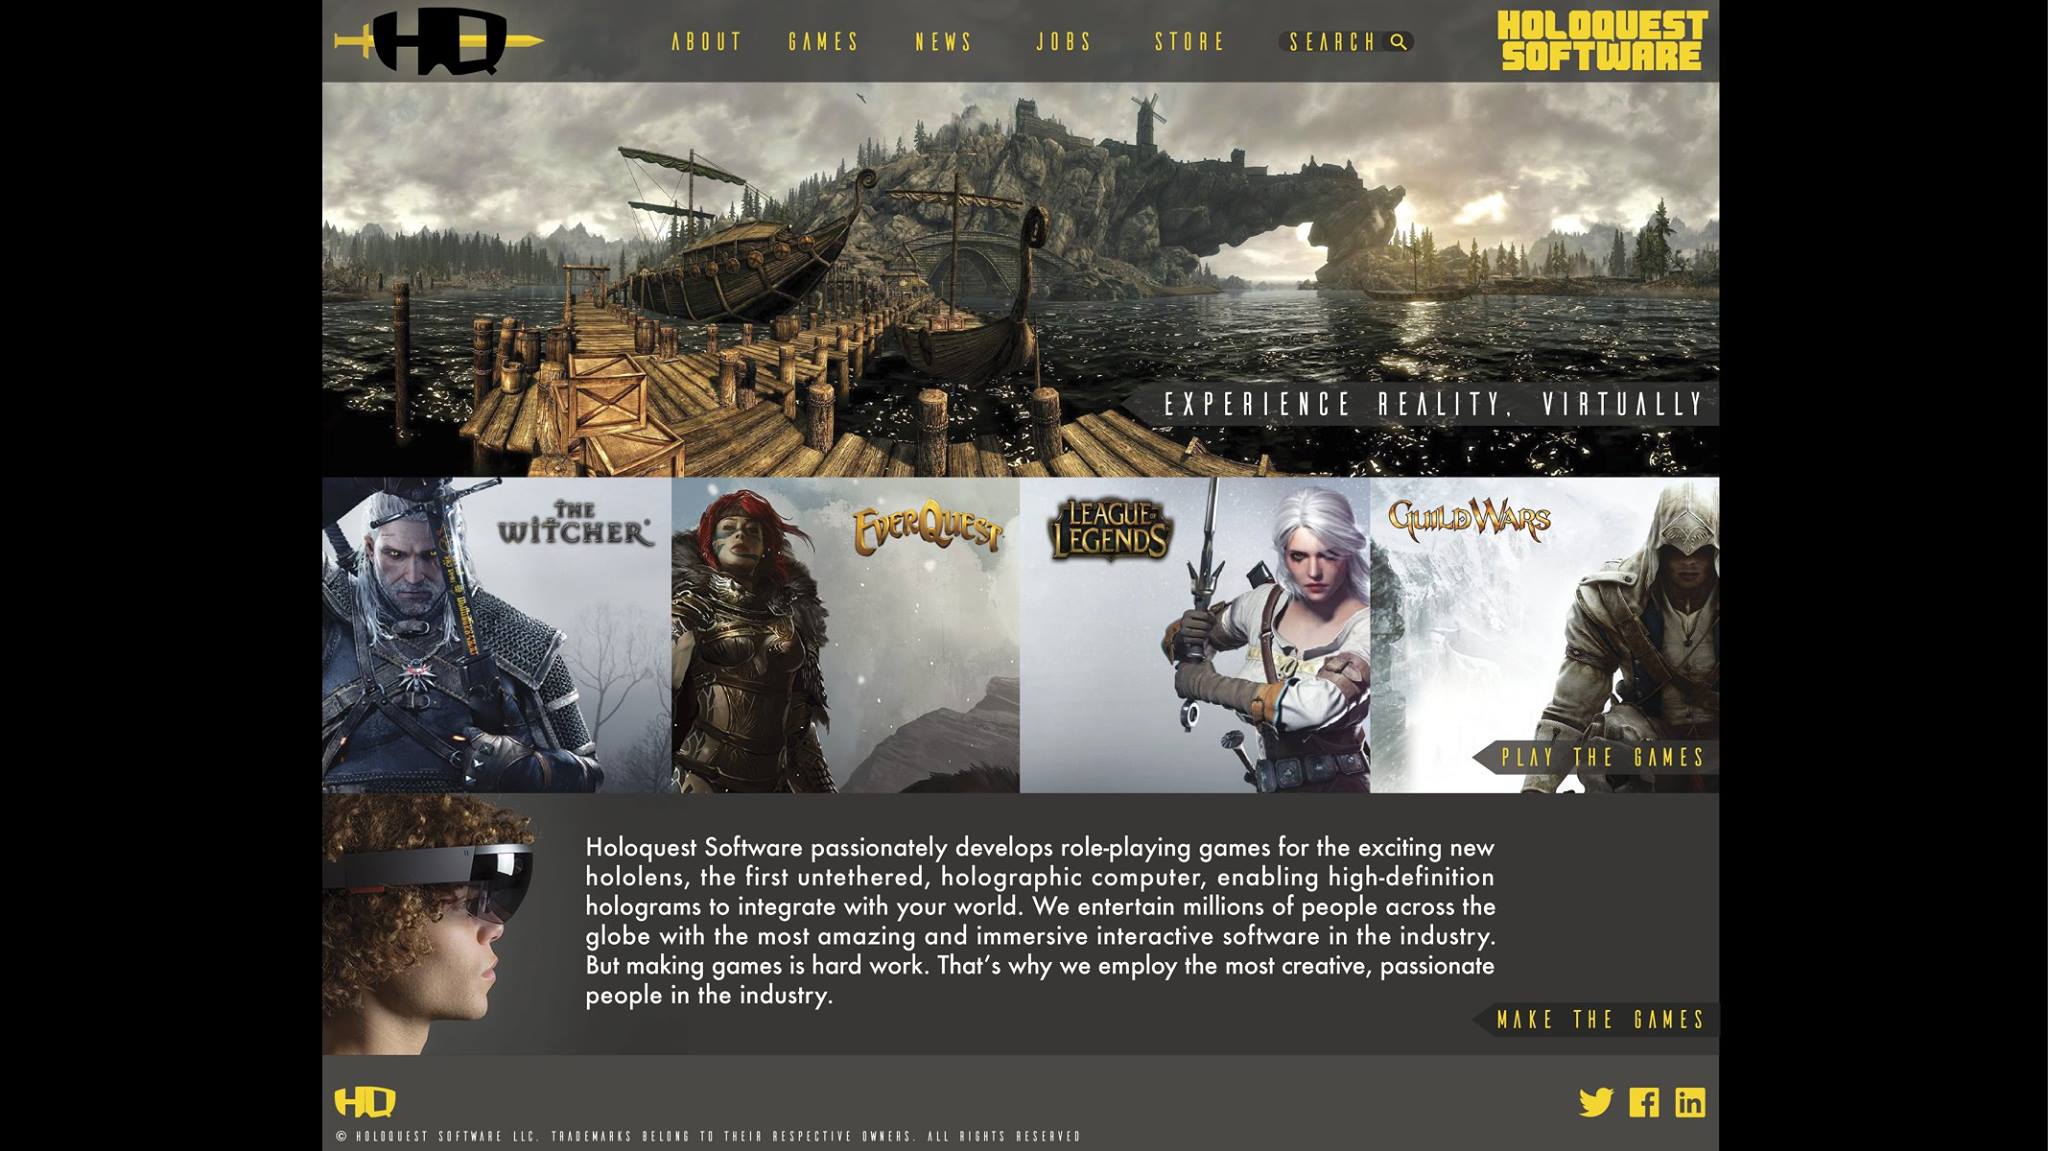 HQ
ABOUT GAMES NEWS JOBS STORE SEARCH
HOLOQUEST
SOFTWARE
EXPERIENCE REALITY, VIRTUALLY
THE
WITCHER
EVERQUEST
LEAGUE OF
LEGENDS
GUILD WARS
PLAY THE GAMES
Holoquest Software passionately develops role-playing games for the exciting new
hololens, the first untethered, holographic computer, enabling high-definition
holograms to integrate with your world. We entertain millions of people across the
globe with the most amazing and immersive interactive software in the industry.
But making games is hard work. That's why we employ the most creative, passionate
people in the industry.
MAKE THE GAMES
HQ
in
© HOLOQUEST SOFTWARE LLC. TRADEMARKS BELONG TO THEIR RESPECTIVE OWNERS. ALL RIGHTS RESERVED